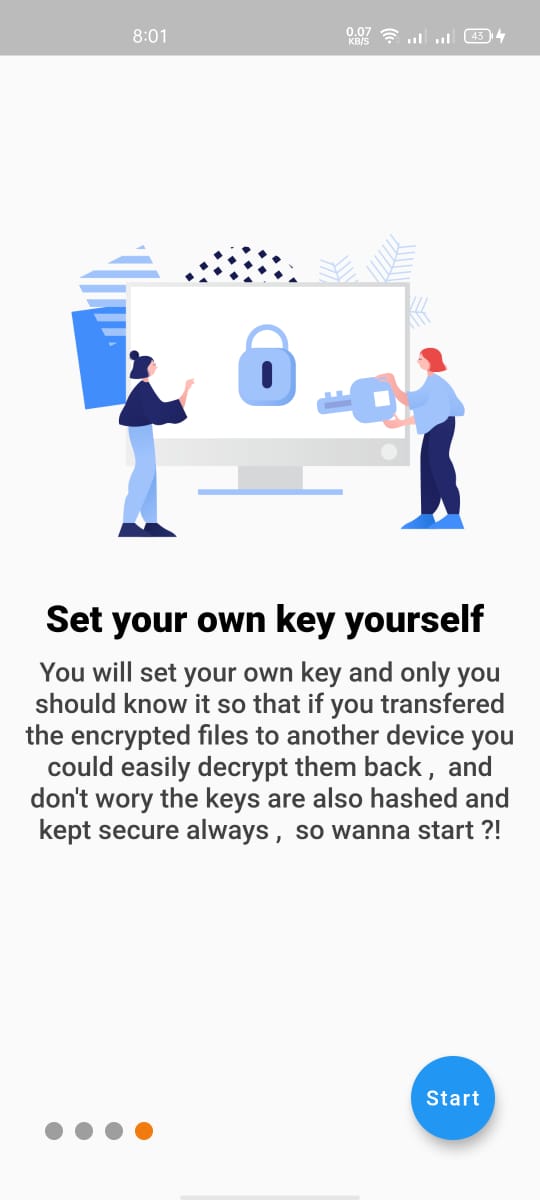 8:01
0.07
KB/S
43
Set your own key yourself
You will set your own key and only you
should know it so that if you transfered
the encrypted files to another device you
could easily decrypt them back ,  and
don't wory the keys are also hashed and
kept secure always ,  so wanna start ?!
Start